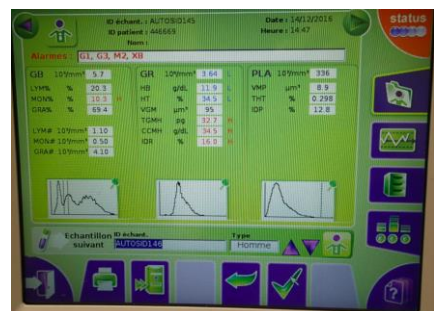 ID échant.: AUTOSID145 Date : 14/12/2016 status
ID patient : 446669 Heure : 14:47
Nom :
Alarmes : G1, G3, M2, XB
GB 10³/mm³ 5.7 GR 10⁶/mm³ 3.64 L PLA 10³/mm³ 336
LYM% % 20.3 HB g/dL 11.9 L VMP µm³ 8.9
MON% % 10.3 H HT % 34.5 L THT % 0.298
GRA% % 69.4 VGM µm³ 95 IDP % 12.8
TGMH pg 32.7 H
LYM# 10³/mm³ 1.10 CCMH g/dL 34.5 H
MON# 10³/mm³ 0.50 IDR % 16.0 H
GRA# 10³/mm³ 4.10
Echantillon suivant ID échant. AUTOSID146 Type Homme
?